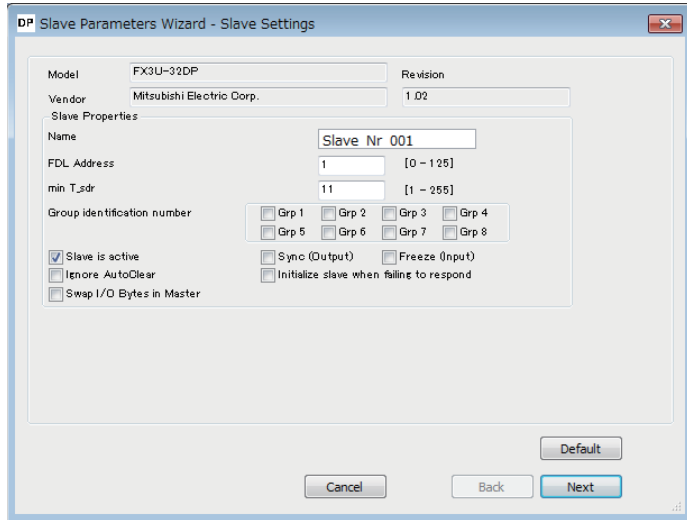 DP Slave Parameters Wizard - Slave Settings
Model FX3U-32DP Revision
Vendor Mitsubishi Electric Corp. 1.02
Slave Properties
Name Slave_Nr_001
FDL Address 1 [0 - 125]
min T_sdr 11 [1 - 255]
Group identification number Grp 1 Grp 2 Grp 3 Grp 4
Grp 5 Grp 6 Grp 7 Grp 8
Slave is active Sync (Output) Freeze (Input)
Ignore AutoClear Initialize slave when failing to respond
Swap I/O Bytes in Master
Default
Cancel Back Next